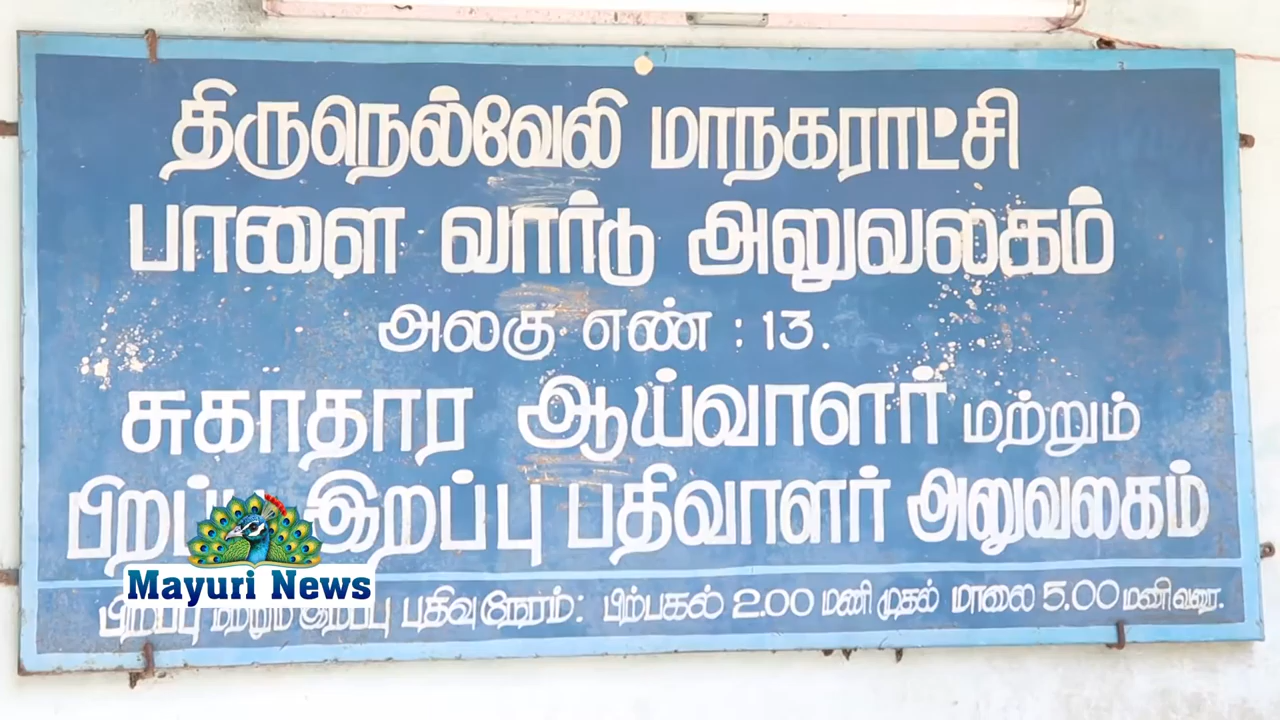 திருநெல்வேலி மாநகராட்சி
பாளை வார்டு அலுவலகம்
அலகு எண் : 13.
சுகாதார ஆய்வாளர் மற்றும்
பிறப்பு இறப்பு பதிவாளர் அலுவலகம்
Mayuri News
பிறப்பு மற்றும் இறப்பு பதிவு நேரம்: பிற்பகல் 2.00 மணி முதல் மாலை 5.00 மணி வரை.